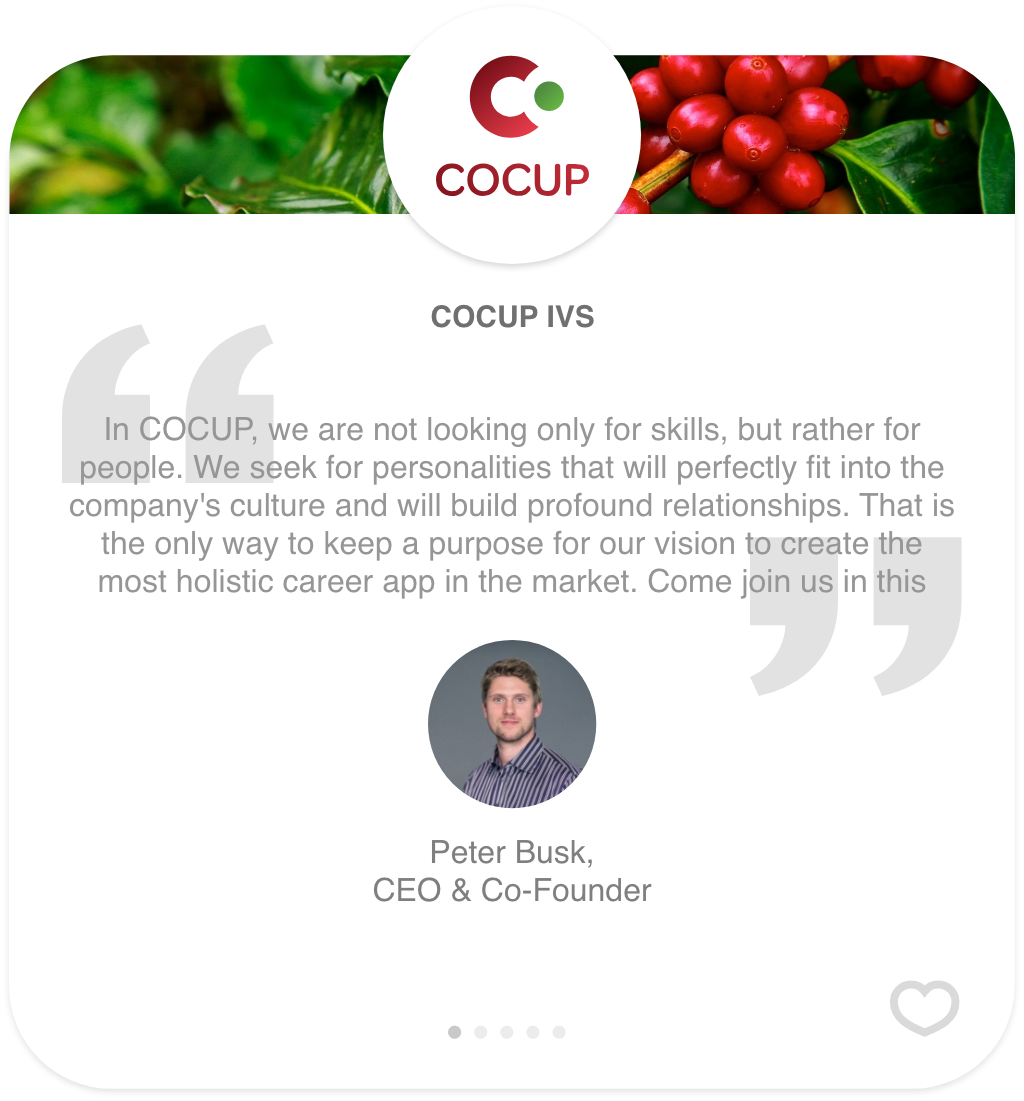 COCUP
COCUP IVS
In COCUP, we are not looking only for skills, but rather for
people. We seek for personalities that will perfectly fit into the
company's culture and will build profound relationships. That is
the only way to keep a purpose for our vision to create the
most holistic career app in the market. Come join us in this
Peter Busk,
CEO & Co-Founder